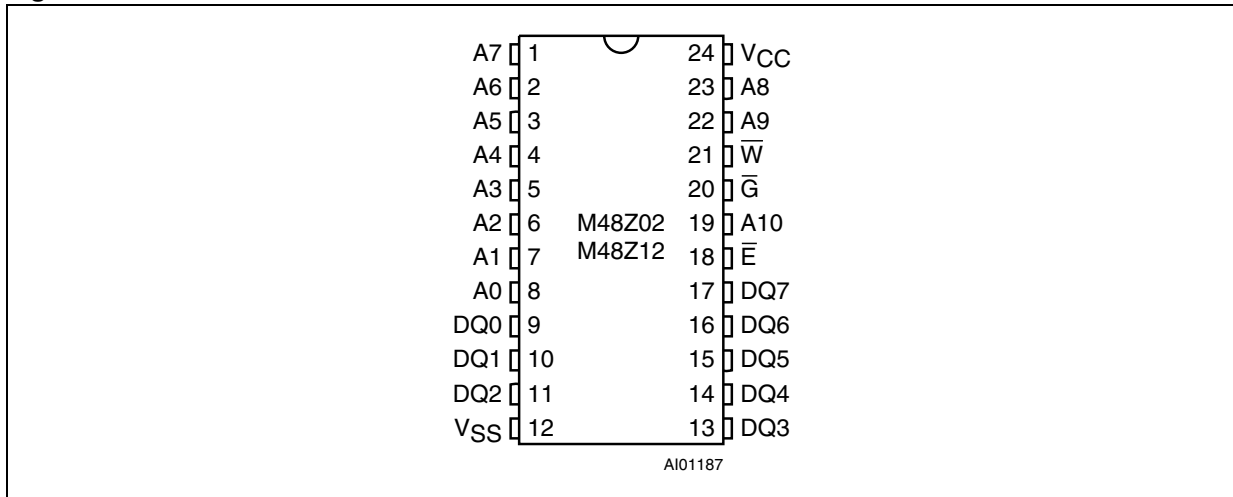 A7 1 24 VCC
A6 2 23 A8
A5 3 22 A9
A4 4 21 W̅
A3 5 20 G̅
A2 6 M48Z02 19 A10
A1 7 M48Z12 18 E̅
A0 8 17 DQ7
DQ0 9 16 DQ6
DQ1 10 15 DQ5
DQ2 11 14 DQ4
VSS 12 13 DQ3
AI01187